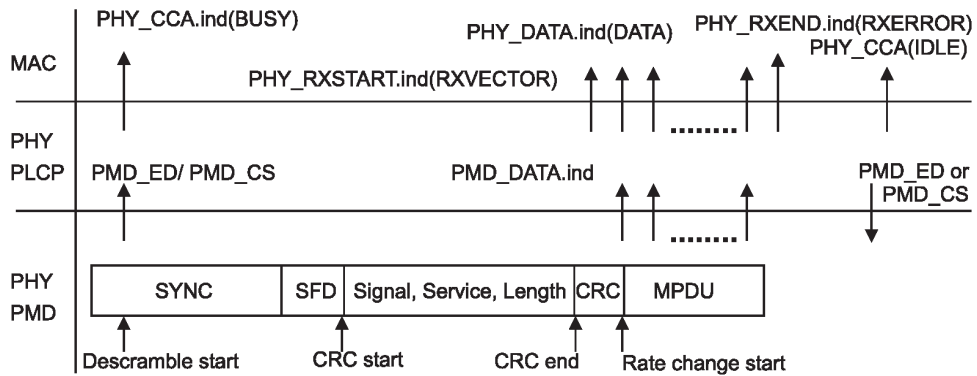 PHY_CCA.ind(BUSY)
PHY_DATA.ind(DATA)
PHY_RXEND.ind(RXERROR)
PHY_CCA(IDLE)
MAC
PHY_RXSTART.ind(RXVECTOR)
PHY
PLCP
PMD_ED/ PMD_CS
PMD_DATA.ind
PMD_ED or
PMD_CS
PHY
PMD
SYNC
SFD
Signal, Service, Length
CRC
MPDU
Descramble start
CRC start
CRC end
Rate change start